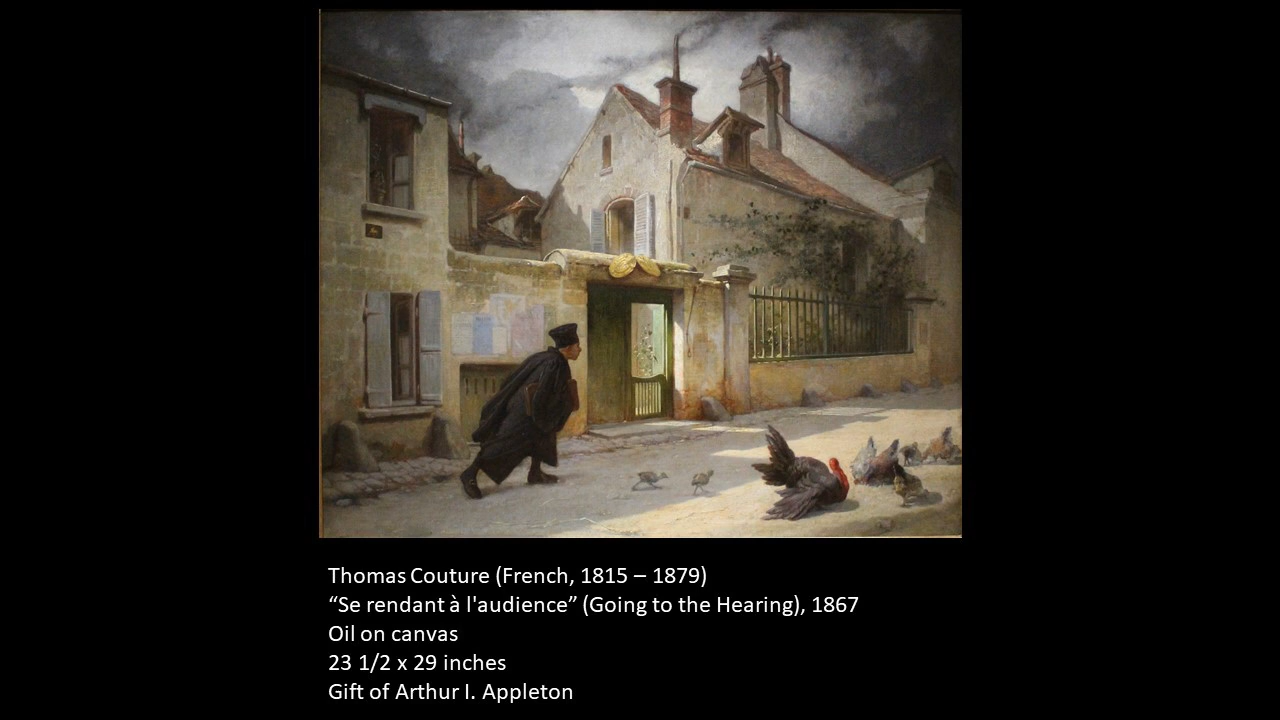 Thomas Couture (French, 1815 – 1879)
“Se rendant à l'audience” (Going to the Hearing), 1867
Oil on canvas
23 1/2 x 29 inches
Gift of Arthur I. Appleton